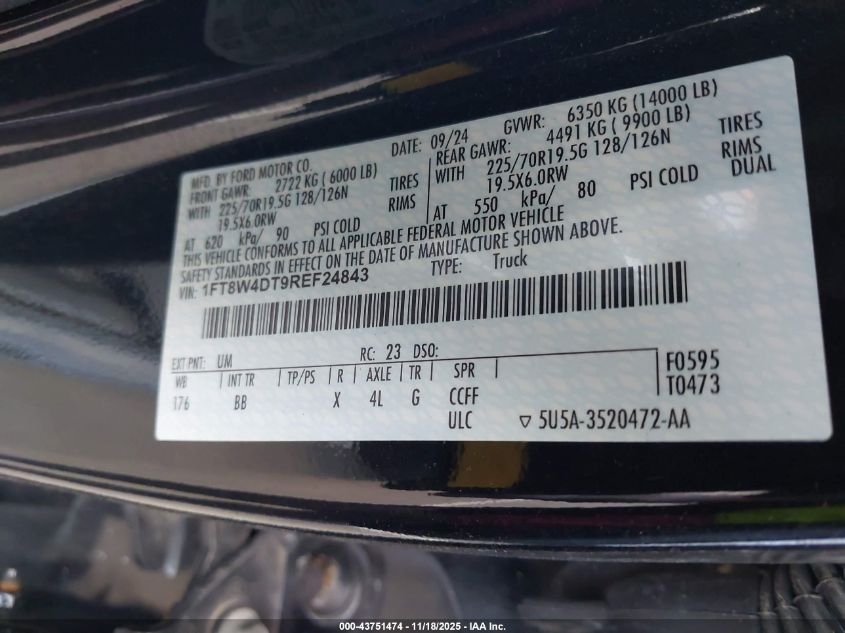 MFD. BY FORD MOTOR CO. DATE: 09/24 GVWR: 6350 KG (14000 LB)
FRONT GAWR: 2722 KG ( 6000 LB) REAR GAWR: 4491 KG ( 9900 LB)
WITH 225/70R19.5G 128/126N TIRES WITH 225/70R19.5G 128/126N TIRES
19.5X6.0RW RIMS 19.5X6.0RW RIMS
AT 620 kPa/ 90 PSI COLD AT 550 kPa/ 80 PSI COLD DUAL
THIS VEHICLE CONFORMS TO ALL APPLICABLE FEDERAL MOTOR VEHICLE
SAFETY STANDARDS IN EFFECT ON THE DATE OF MANUFACTURE SHOWN ABOVE.
VIN: 1FT8W4DT9REF24843 TYPE: Truck
EXT PNT: UM RC: 23 DSO:
WB INT TR TP/PS R AXLE TR SPR F0595
176 BB X 4L G CCFF T0473
ULC ▽ 5U5A-3520472-AA
000-43751474 - 11/18/2025 - IAA Inc.